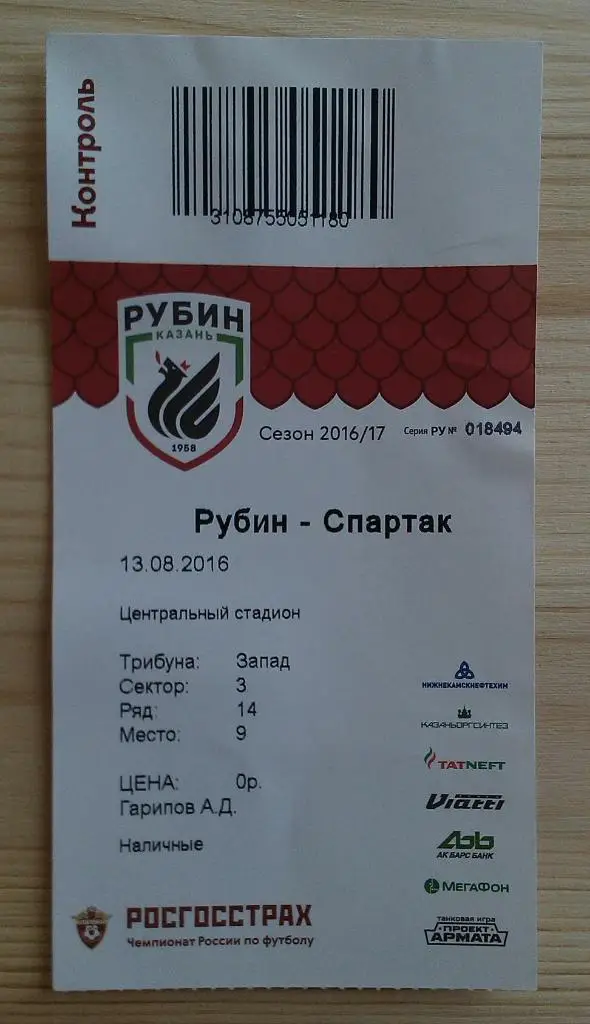 Контроль
3108755051180
РУБИН
КАЗАНЬ
1958
Сезон 2016/17 Серия РУ № 018494
Рубин - Спартак
13.08.2016
Центральный стадион
Трибуна: Запад
Сектор: 3
Ряд: 14
Место: 9
ЦЕНА: 0р.
Гарипов А.Д.
Наличные
НИЖНЕКАМСКНЕФТЕХИМ
КАЗАНЬОРГСИНТЕЗ
TATNEFT
Viatti
АК БАРС БАНК
МЕГАФОН
танковая игра
ПРОЕКТ
АРМАТА
РОСГОССТРАХ
Чемпионат России по футболу